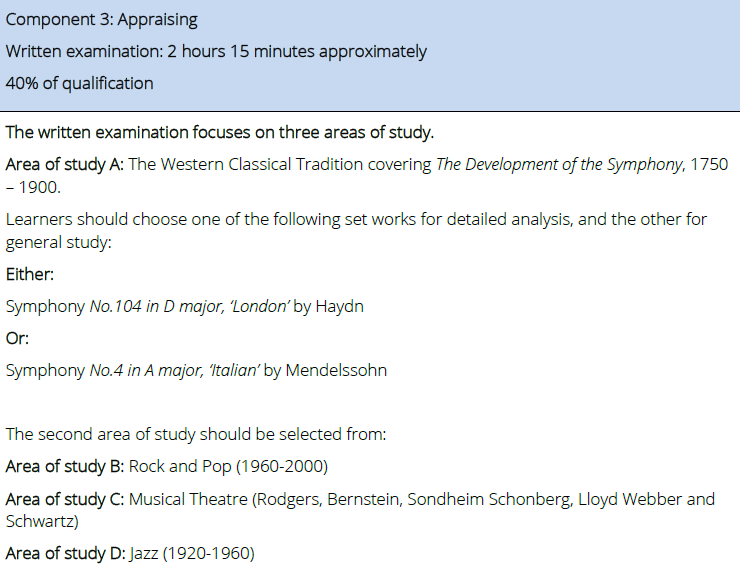 Component 3: Appraising
Written examination: 2 hours 15 minutes approximately
40% of qualification
The written examination focuses on three areas of study.
Area of study A: The Western Classical Tradition covering The Development of the Symphony, 1750
– 1900.
Learners should choose one of the following set works for detailed analysis, and the other for
general study:
Either:
Symphony No.104 in D major, ‘London’ by Haydn
Or:
Symphony No.4 in A major, ‘Italian’ by Mendelssohn
The second area of study should be selected from:
Area of study B: Rock and Pop (1960-2000)
Area of study C: Musical Theatre (Rodgers, Bernstein, Sondheim Schonberg, Lloyd Webber and
Schwartz)
Area of study D: Jazz (1920-1960)